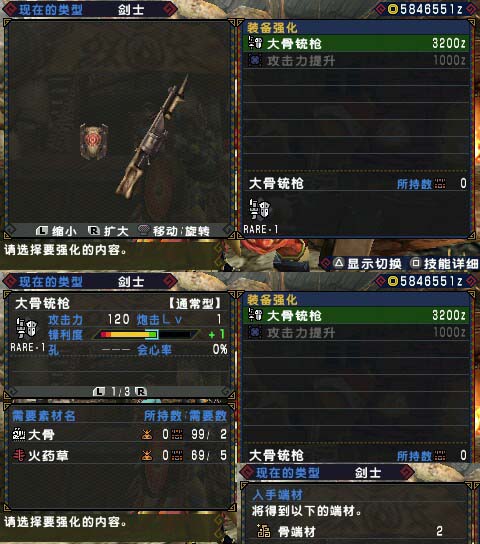 现在的类型 剑士
5846551z
装备强化
大骨铳枪 3200z
攻击力提升 1000z
大骨铳枪 所持数 0
RARE-1
L 缩小 R 扩大 移动/旋转
请选择要强化的内容。
△显示切换 □技能详细
现在的类型 剑士
5846551z
大骨铳枪 【通常型】
攻击力 120 炮击Lv 1
锋利度 +1
RARE-1
孔 --- 会心率 0%
L 1/3 R
需要素材名 所持数/需要数
大骨 0 99/ 2
火药草 0 69/ 5
请选择要强化的内容。
装备强化
大骨铳枪 3200z
攻击力提升 1000z
大骨铳枪 所持数 0
现在的类型 剑士
入手端材
将得到以下的端材。
骨端材 2